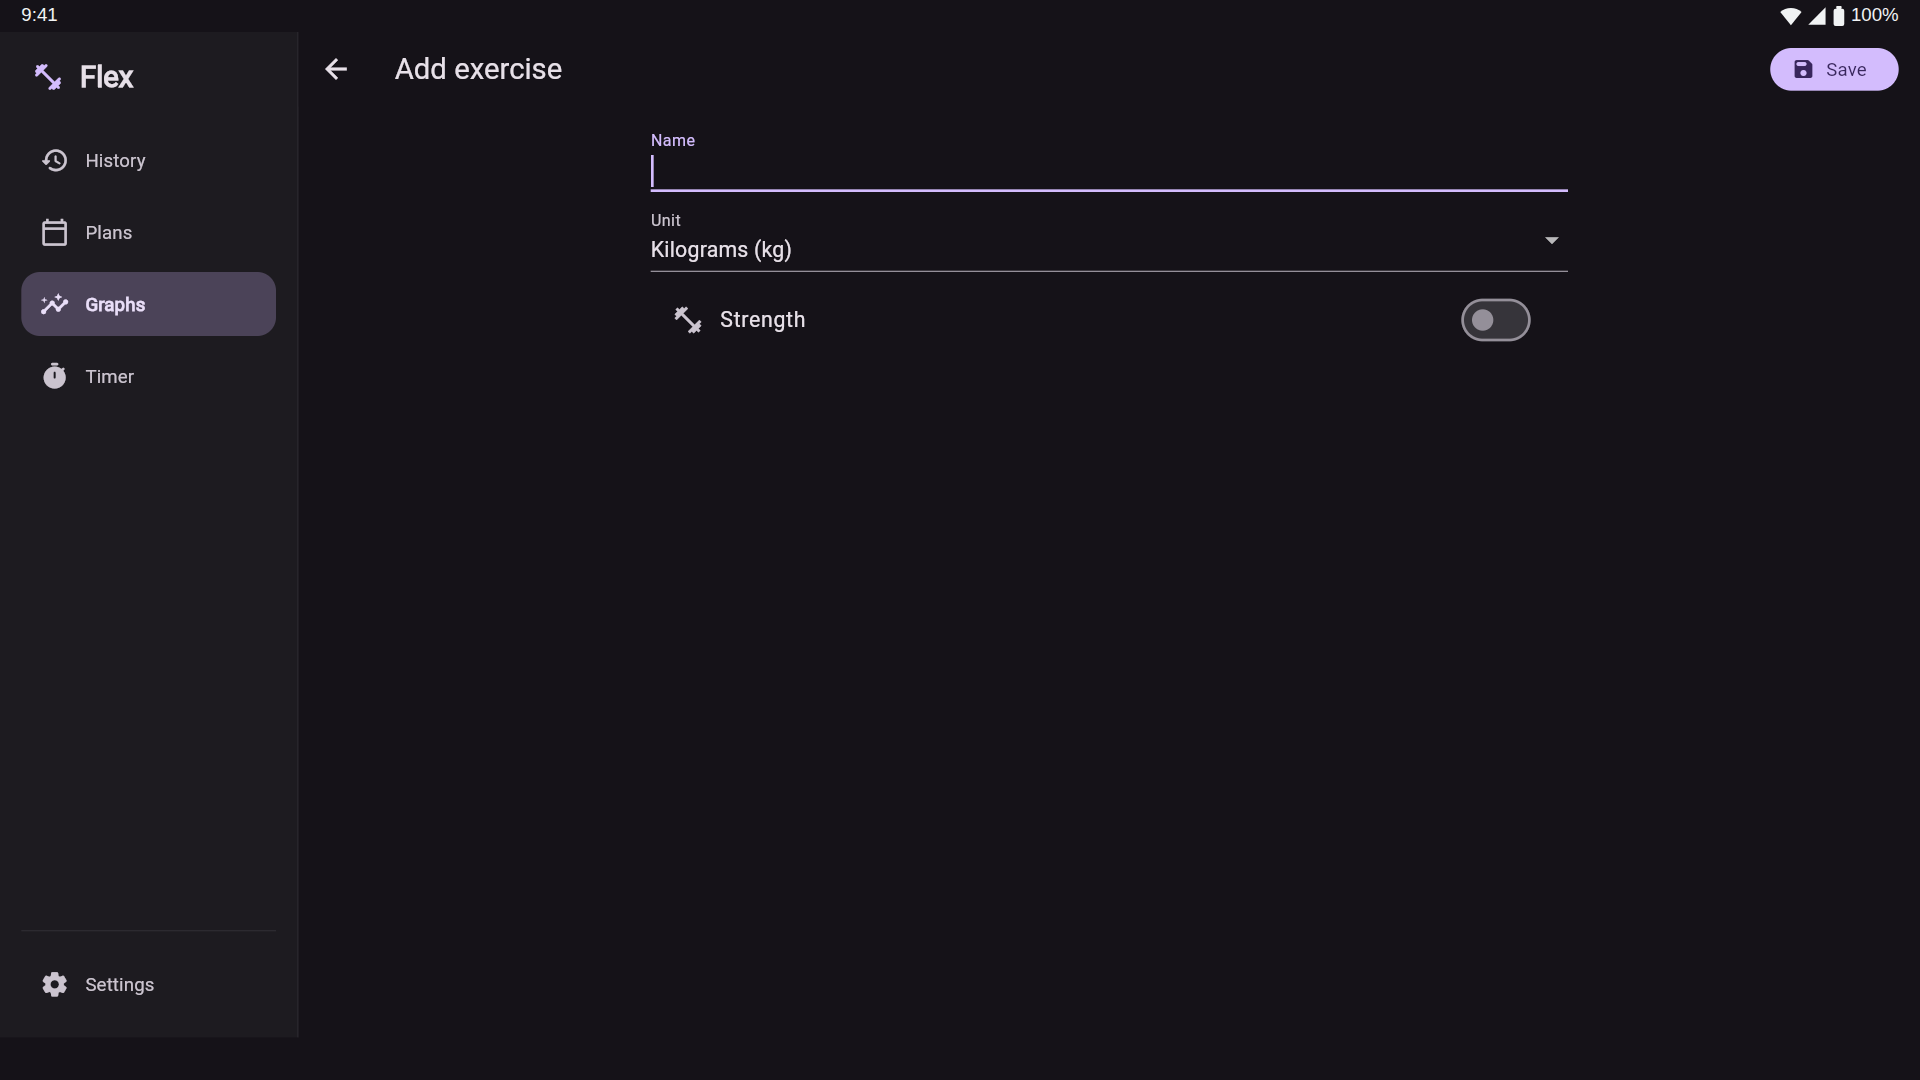 9:41
100%
Flex
History
Plans
Graphs
Timer
Settings
Add exercise
Save
Name
Unit
Kilograms (kg)
Strength